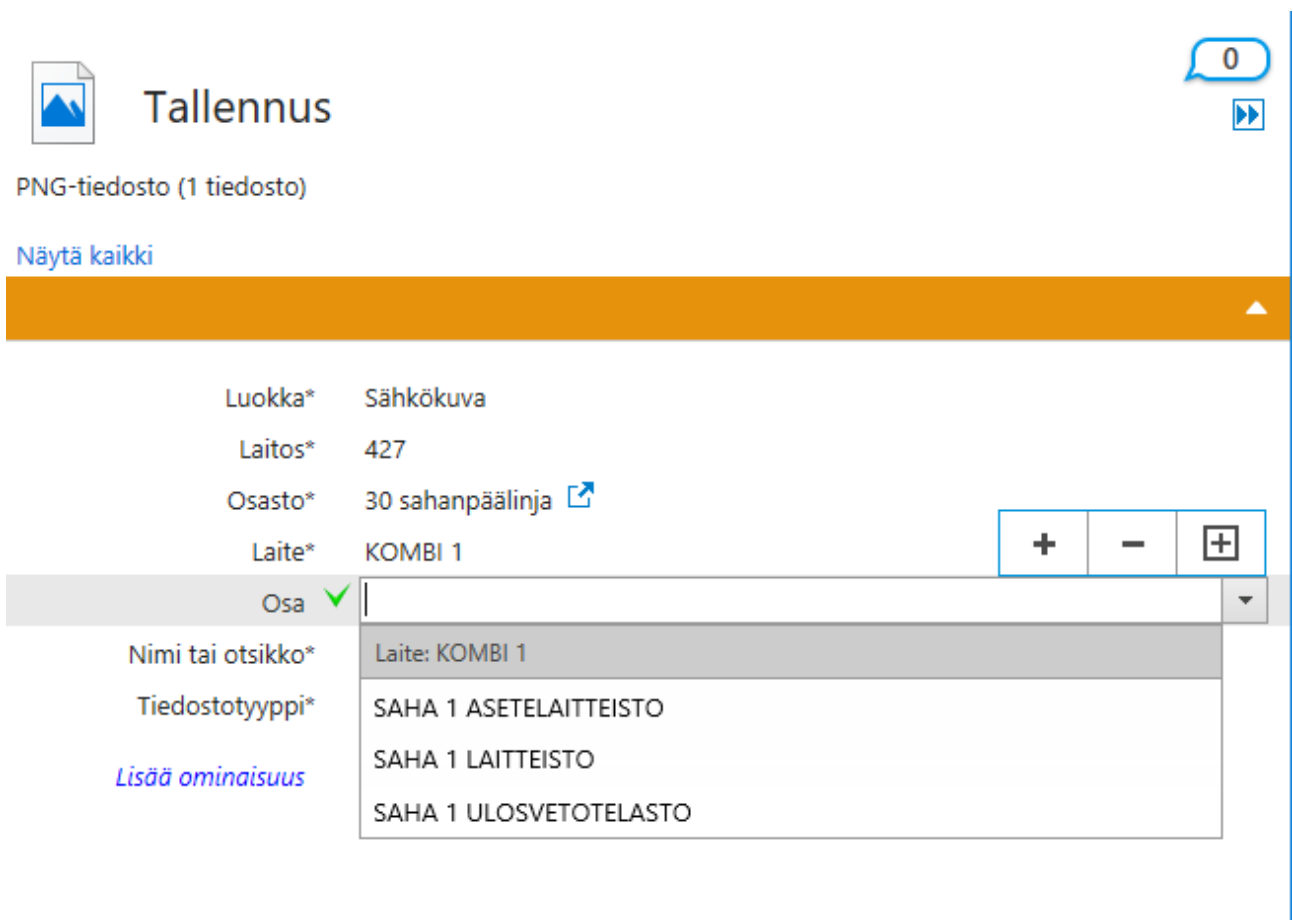 0
Tallennus
PNG-tiedosto (1 tiedosto)
Näytä kaikki
Luokka* Sähkökuva
Laitos* 427
Osasto* 30 sahanpäälinja
Laite* KOMBI 1
Osa
Nimi tai otsikko* Laite: KOMBI 1
Tiedostotyyppi* SAHA 1 ASETELAITTEISTO
SAHA 1 LAITTEISTO
Lisää ominaisuus
SAHA 1 ULOSVETOTELASTO